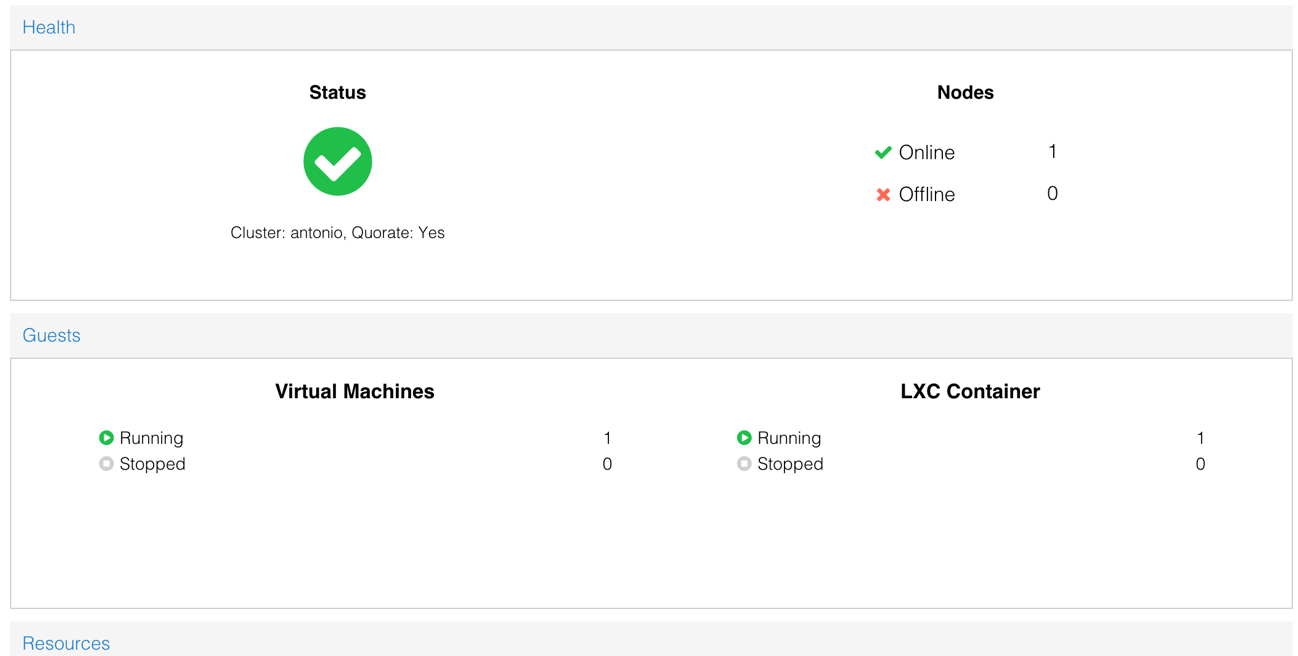 Health
Status
Nodes
Online 1
Offline 0
Cluster: antonio, Quorate: Yes
Guests
Virtual Machines
LXC Container
Running 1
Running 1
Stopped 0
Stopped 0
Resources